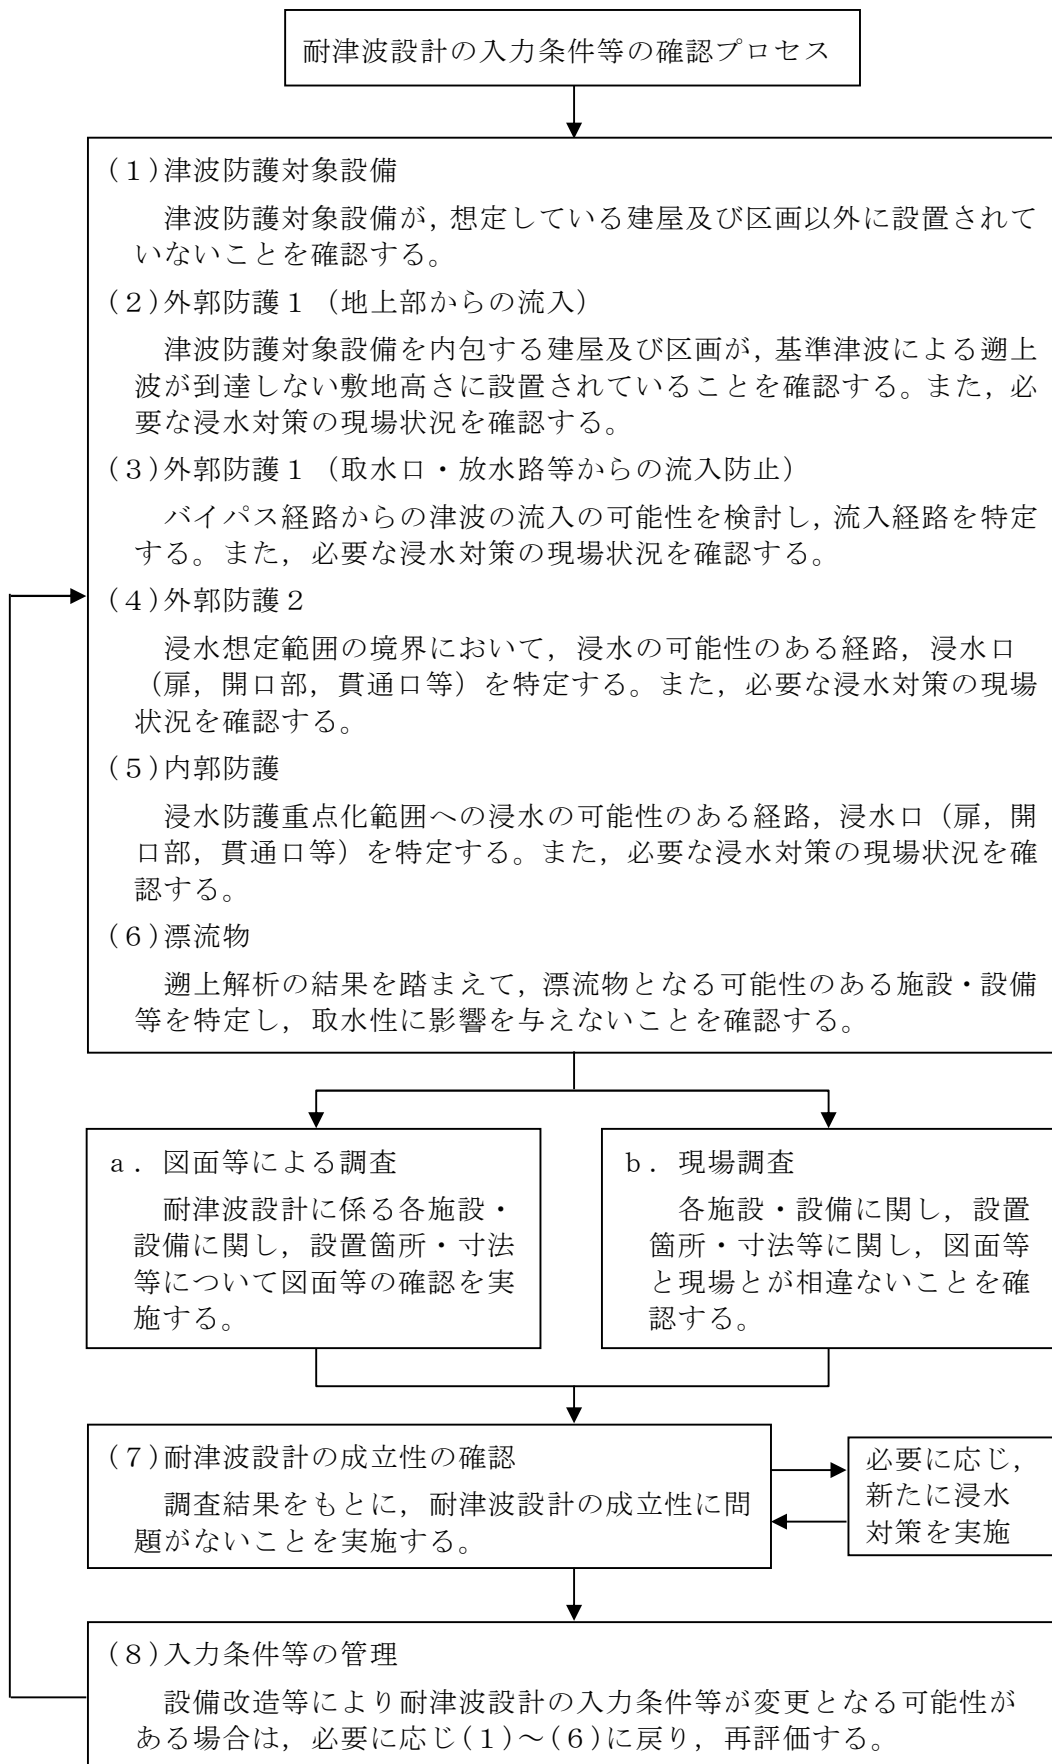 耐津波設計の入力条件等の確認プロセス
(１)津波防護対象設備
津波防護対象設備が，想定している建屋及び区画以外に設置されて
いないことを確認する。
(２)外郭防護１（地上部からの流入）
津波防護対象設備を内包する建屋及び区画が，基準津波による遡上
波が到達しない敷地高さに設置されていることを確認する。また，必
要な浸水対策の現場状況を確認する。
(３)外郭防護１（取水口・放水路等からの流入防止）
バイパス経路からの津波の流入の可能性を検討し，流入経路を特定
する。また，必要な浸水対策の現場状況を確認する。
(４)外郭防護２
浸水想定範囲の境界において，浸水の可能性のある経路，浸水口
（扉，開口部，貫通口等）を特定する。また，必要な浸水対策の現場
状況を確認する。
(５)内郭防護
浸水防護重点化範囲への浸水の可能性のある経路，浸水口（扉，開
口部，貫通口等）を特定する。また，必要な浸水対策の現場状況を確
認する。
(６)漂流物
遡上解析の結果を踏まえて，漂流物となる可能性のある施設・設備
等を特定し，取水性に影響を与えないことを確認する。
ａ．図面等による調査
耐津波設計に係る各施設・
設備に関し，設置箇所・寸法
等について図面等の確認を実
施する。
ｂ．現場調査
各施設・設備に関し，設置
箇所・寸法等に関し，図面等
と現場とが相違ないことを確
認する。
(７)耐津波設計の成立性の確認
調査結果をもとに，耐津波設計の成立性に問
題がないことを実施する。
必要に応じ，
新たに浸水
対策を実施
(８)入力条件等の管理
設備改造等により耐津波設計の入力条件等が変更となる可能性が
ある場合は，必要に応じ(１)～(６)に戻り，再評価する。